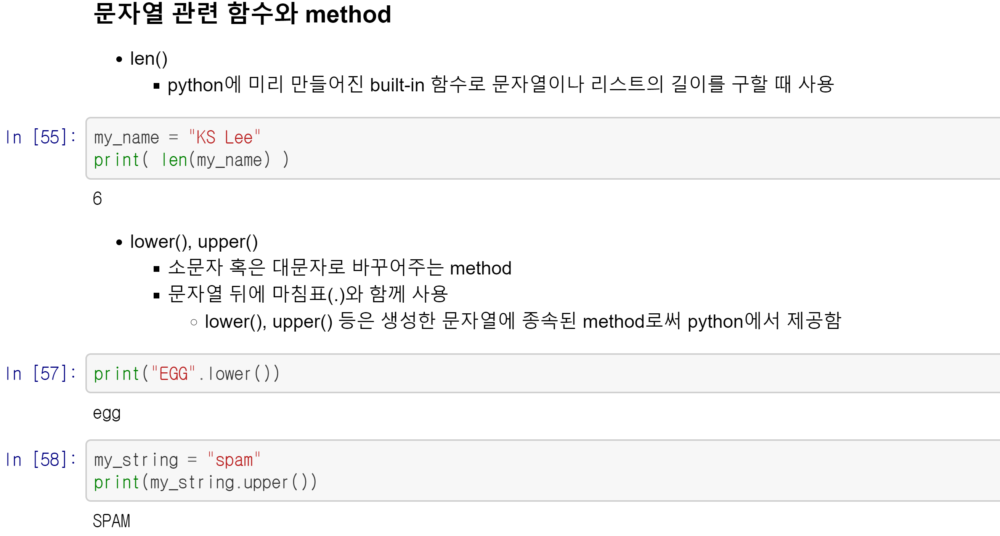 문자열 관련 함수와 method
• len()
▪ python에 미리 만들어진 built-in 함수로 문자열이나 리스트의 길이를 구할 때 사용
In [55]: my_name = "KS Lee"
print( len(my_name) )
6
• lower(), upper()
▪ 소문자 혹은 대문자로 바꾸어주는 method
▪ 문자열 뒤에 마침표(.)와 함께 사용
◦ lower(), upper() 등은 생성한 문자열에 종속된 method로써 python에서 제공함
In [57]: print("EGG".lower())
egg
In [58]: my_string = "spam"
print(my_string.upper())
SPAM